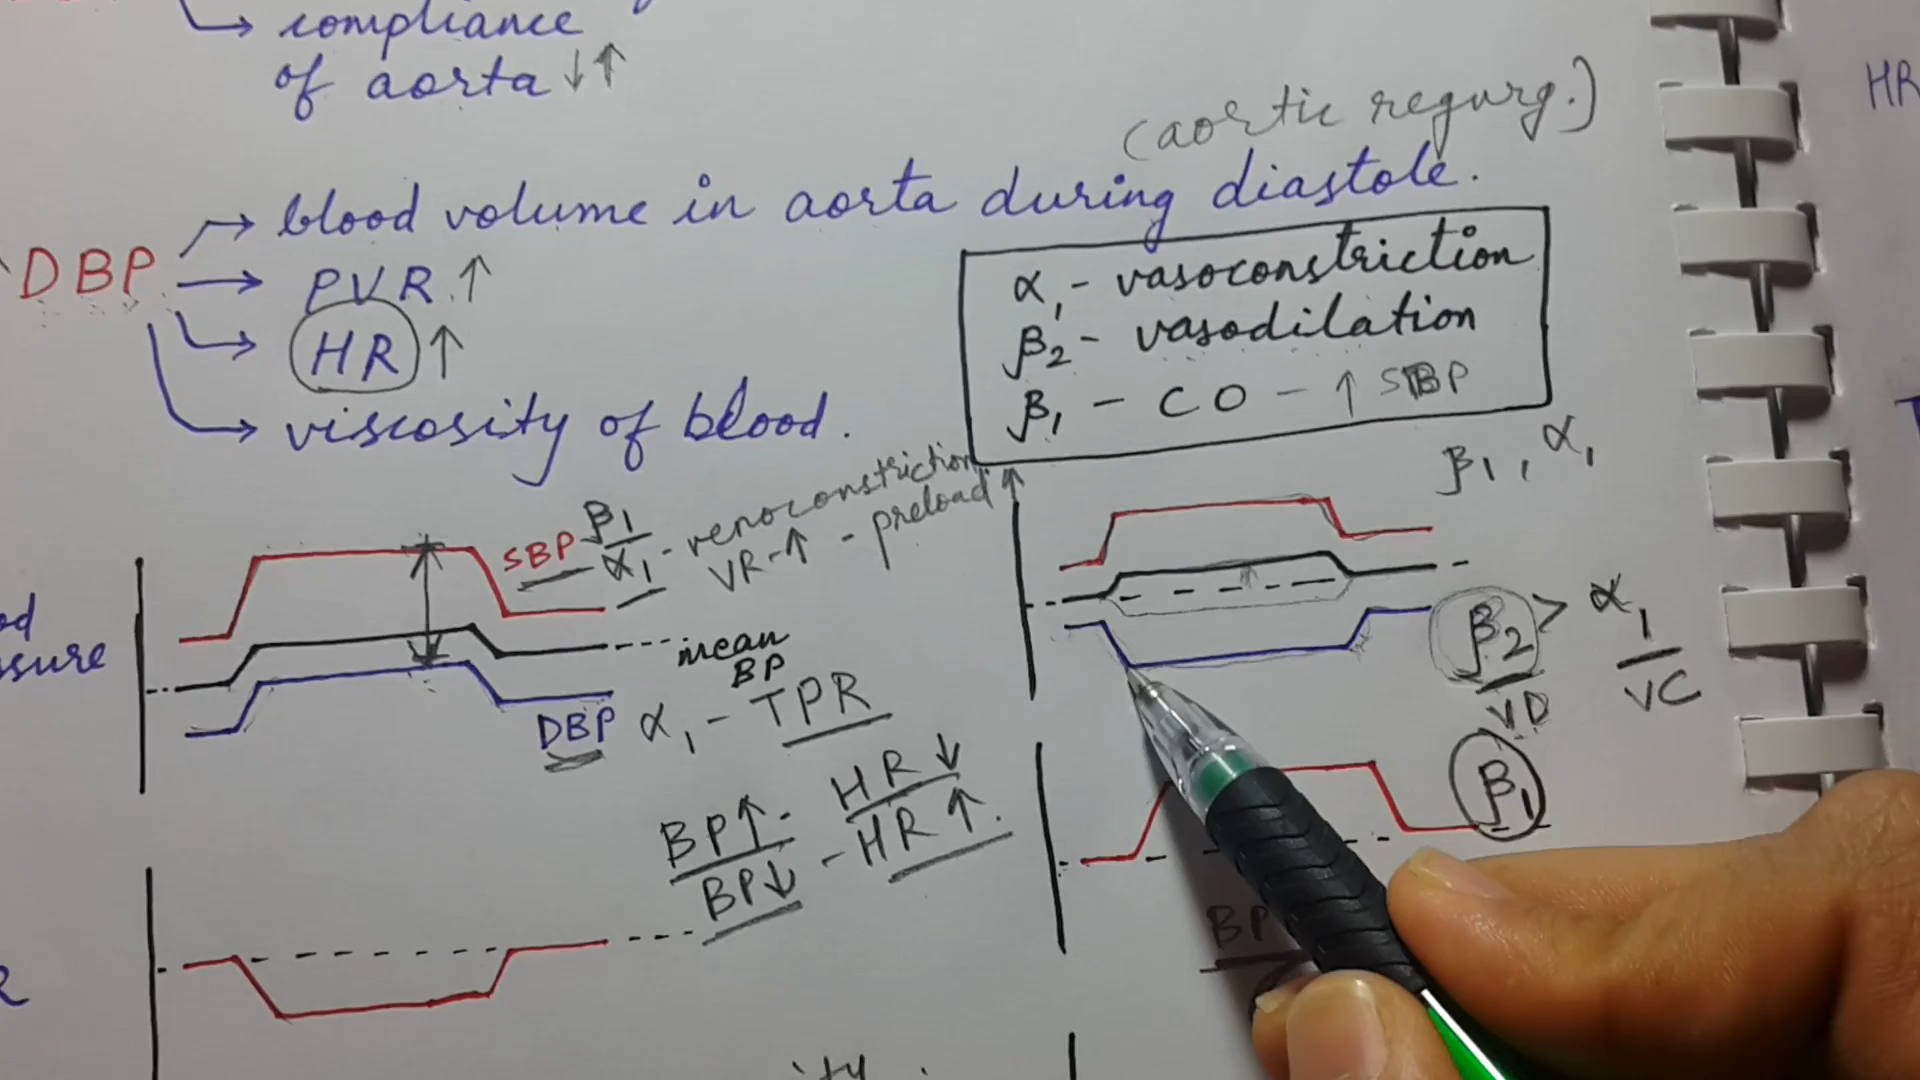 compliance
of aorta ↓↑
HR
(aortic regurg.)
DBP → blood volume in aorta during diastole.
→ PVR ↑
→ HR ↑
→ viscosity of blood.
α1 - vasoconstriction
β2 - vasodilation
β1 - CO - ↑ SBP
β1, α1
SBP β1
α1 - venoconstriction
VR - ↑ - preload
mean
BP
DBP α1 - TPR
β2 > α1
VD VC
β1
BP↑ - HR↓
BP↓ - HR↑.
BP